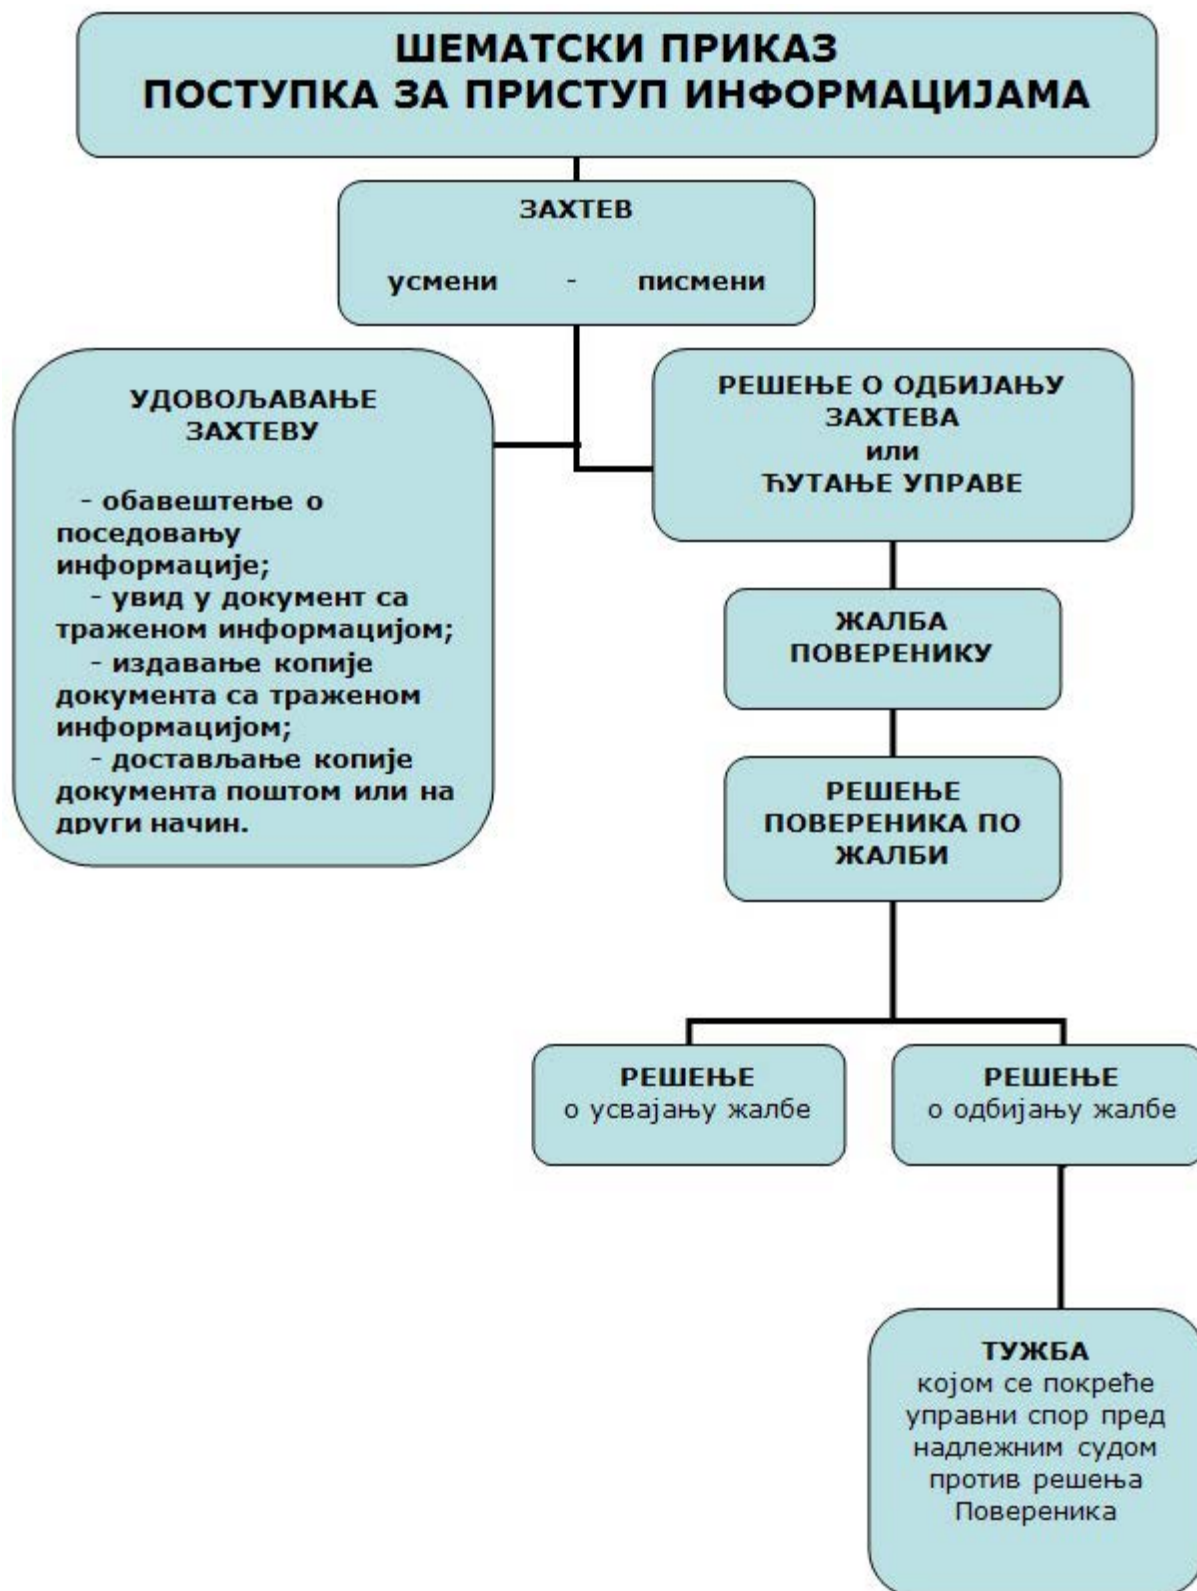 ШЕМАТСКИ ПРИКАЗ
ПОСТУПКА ЗА ПРИСТУП ИНФОРМАЦИЈАМА
ЗАХТЕВ
усмени - писмени
УДОВОЉАВАЊЕ
ЗАХТЕВУ
- обавештење о
поседовању
информације;
- увид у документ са
траженом информацијом;
- издавање копије
документа са траженом
информацијом;
- достављање копије
документа поштом или на
други начин.
РЕШЕЊЕ О ОДБИЈАЊУ
ЗАХТЕВА
или
ЋУТАЊЕ УПРАВЕ
ЖАЛБА
ПОВЕРЕНИКУ
РЕШЕЊЕ
ПОВЕРЕНИКА ПО
ЖАЛБИ
РЕШЕЊЕ
о усвајању жалбе
РЕШЕЊЕ
о одбијању жалбе
ТУЖБА
којом се покреће
управни спор пред
надлежним судом
против решења
Повереника